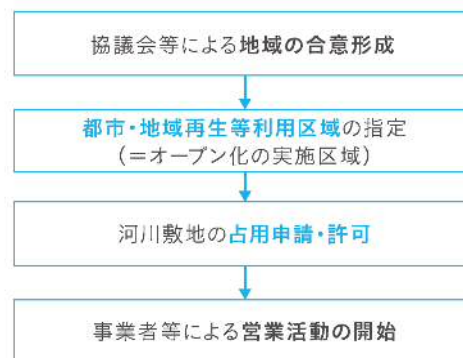 協議会等による地域の合意形成
都市・地域再生等利用区域の指定
（＝オープン化の実施区域）
河川敷地の占用申請・許可
事業者等による営業活動の開始